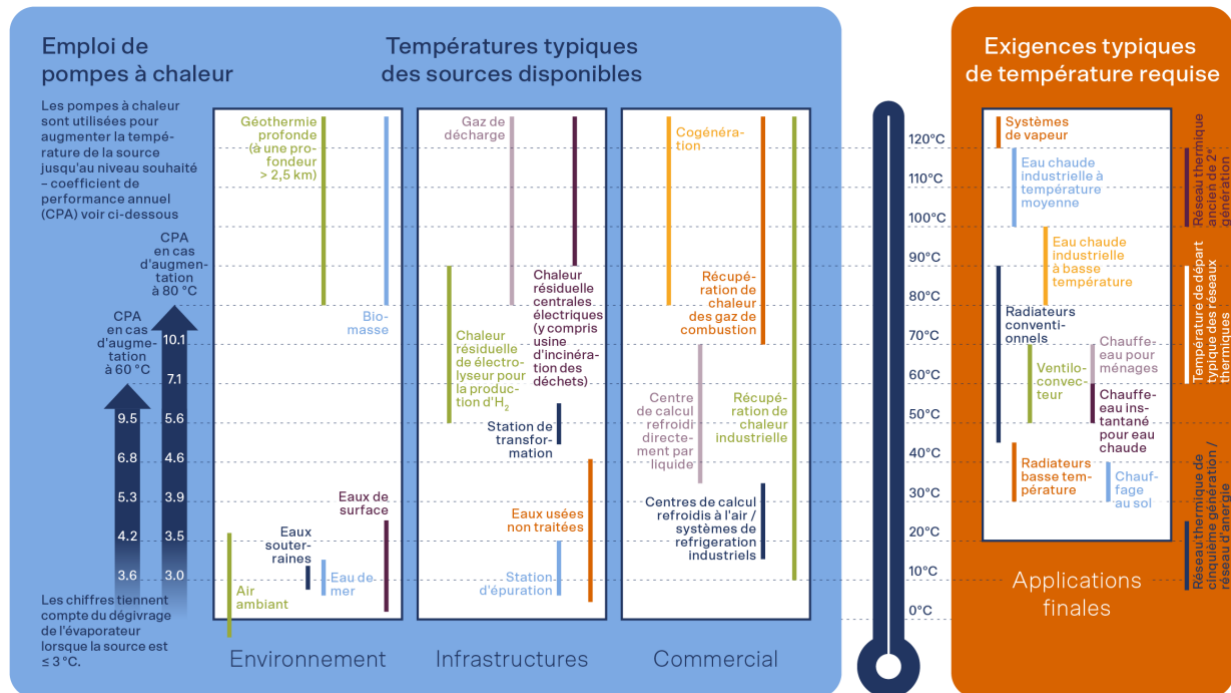 Emploi de
pompes à chaleur
Les pompes à chaleur
sont utilisées pour
augmenter la tempé-
rature de la source
jusqu'au niveau souhaité
– coefficient de
performance annuel
(CPA) voir ci-dessous
CPA
en cas
d'augmen-
tation
à 80 °C
CPA
en cas
d'augmen-
tation
à 60 °C
10.1
7.1
9.5
5.6
6.8
4.6
5.3
3.9
4.2
3.5
3.6
3.0
Les chiffres tiennent
compte du dégivrage
de l'évaporateur
lorsque la source est
≤ 3 °C.
Températures typiques
des sources disponibles
Géothermie
profonde
(à une pro-
fondeur
> 2,5 km)
Bio-
masse
Eaux de
surface
Eaux
souter-
raines
Eau de
mer
Air
ambiant
Environnement
Gaz de
décharge
Chaleur
résiduelle
centrales
électriques
(y compris
usine
d'incinéra-
tion des
déchets)
Chaleur
résiduelle
de électro-
lyseur pour
la produc-
tion d'H₂
Station de
transfor-
mation
Eaux usées
non traitées
Station
d'épuration
Infrastructures
Cogénéra-
tion
Récupé-
ration de
chaleur
des gaz de
combustion
Centre
de calcul
refroidi
directe-
ment par
liquide
Récupé-
ration de
chaleur
industrielle
Centres de calcul
refroidis à l'air /
systèmes de
refrigeration
industriels
Commercial
120°C
110°C
100°C
90°C
80°C
70°C
60°C
50°C
40°C
30°C
20°C
10°C
0°C
Exigences typiques
de température requise
Systèmes
de vapeur
Eau chaude
industrielle à
température
moyenne
Eau chaude
industrielle
à basse
température
Radiateurs
conventi-
onnels
Chauffe-
eau pour
ménages
Ventilo-
convec-
teur
Chauffe-
eau ins-
tantané
pour eau
chaude
Radiateurs
basse tem-
pérature
Chauf-
fage
au sol
Applications
finales
Réseau thermique
ancien de 2ᵉ
génération
Température de départ
typique des réseaux
thermiques
Réseau thermique de
cinquième génération /
réseau d'anergie